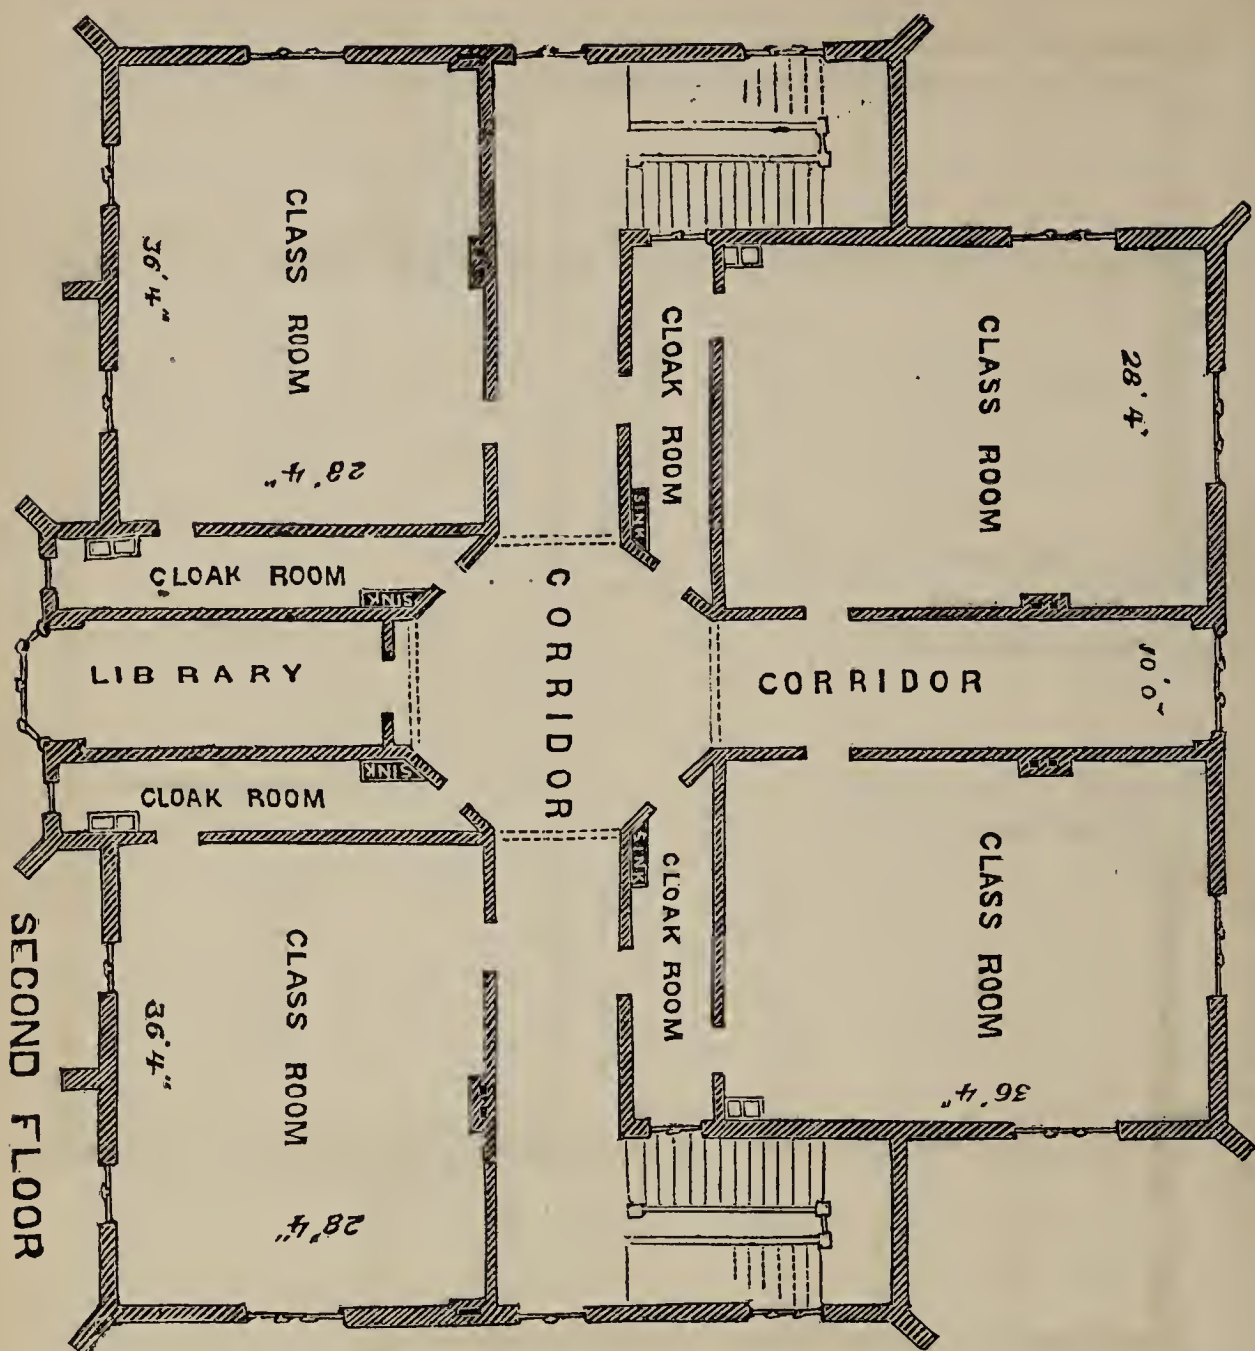 CLASS ROOM
36' 4"
28' 4"
CLOAK ROOM
SINK
CLASS ROOM
28' 4"
CLOAK ROOM
SINK
LIBRARY
CORRIDOR
CORRIDOR
10' 0"
CLOAK ROOM
SINK
CLASS ROOM
36' 4"
28' 4"
CLOAK ROOM
SINK
CLASS ROOM
36' 4"
SECOND FLOOR